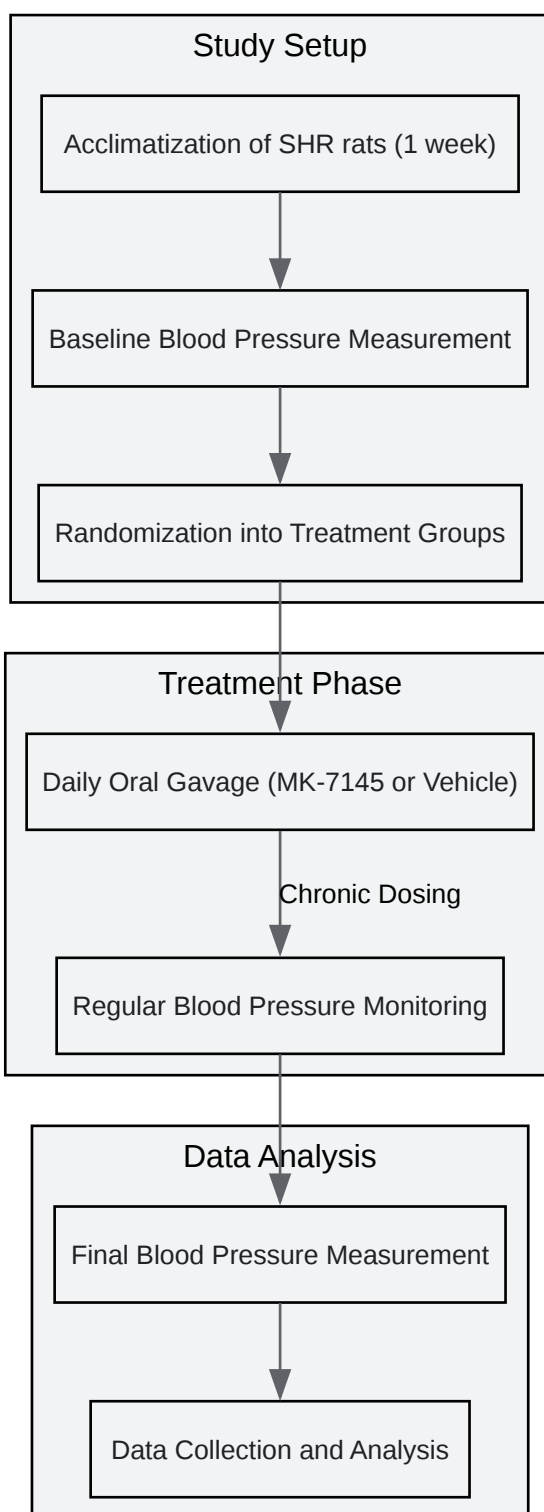 Study Setup
Acclimatization of SHR rats (1 week)
Baseline Blood Pressure Measurement
Randomization into Treatment Groups
Treatment Phase
Daily Oral Gavage (MK-7145 or Vehicle)
Chronic Dosing
Regular Blood Pressure Monitoring
Data Analysis
Final Blood Pressure Measurement
Data Collection and Analysis